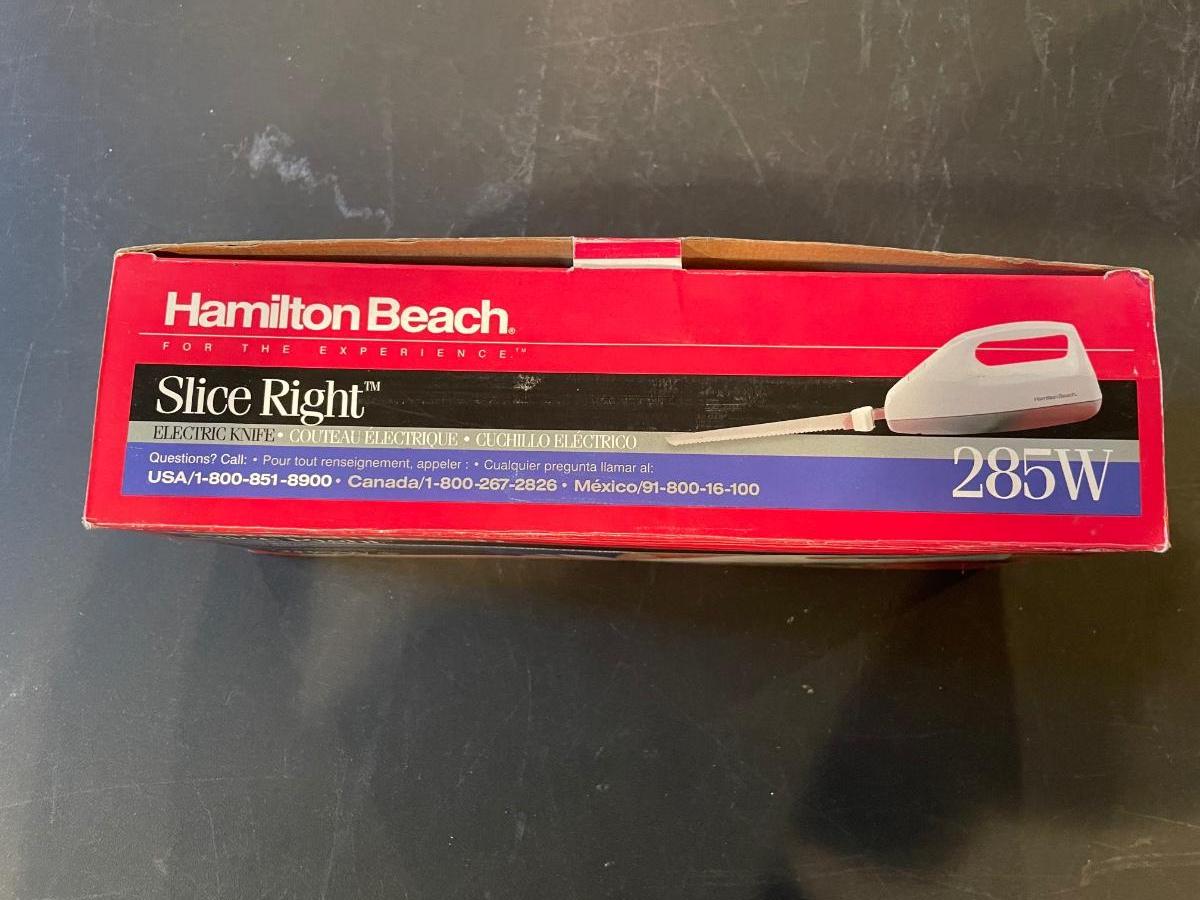 Hamilton Beach®
FOR THE EXPERIENCE.™
Slice Right™
ELECTRIC KNIFE • COUTEAU ÉLECTRIQUE • CUCHILLO ELÉCTRICO
Questions? Call: • Pour tout renseignement, appeler : • Cualquier pregunta llamar al:
USA/1-800-851-8900 • Canada/1-800-267-2826 • México/91-800-16-100
Hamilton Beach
285W